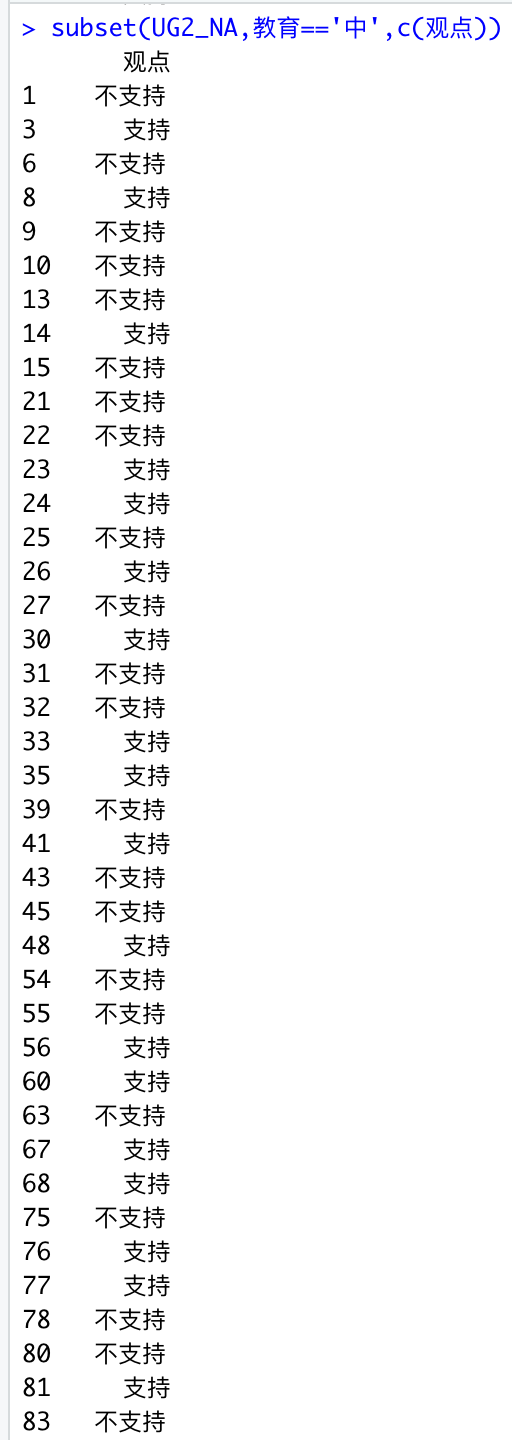 > subset(UG2_NA,教育=='中',c(观点))
观点
1 不支持
3 支持
6 不支持
8 支持
9 不支持
10 不支持
13 不支持
14 支持
15 不支持
21 不支持
22 不支持
23 支持
24 支持
25 不支持
26 支持
27 不支持
30 支持
31 不支持
32 不支持
33 支持
35 支持
39 不支持
41 支持
43 不支持
45 不支持
48 支持
54 不支持
55 不支持
56 支持
60 支持
63 不支持
67 支持
68 支持
75 不支持
76 支持
77 支持
78 不支持
80 不支持
81 支持
83 不支持